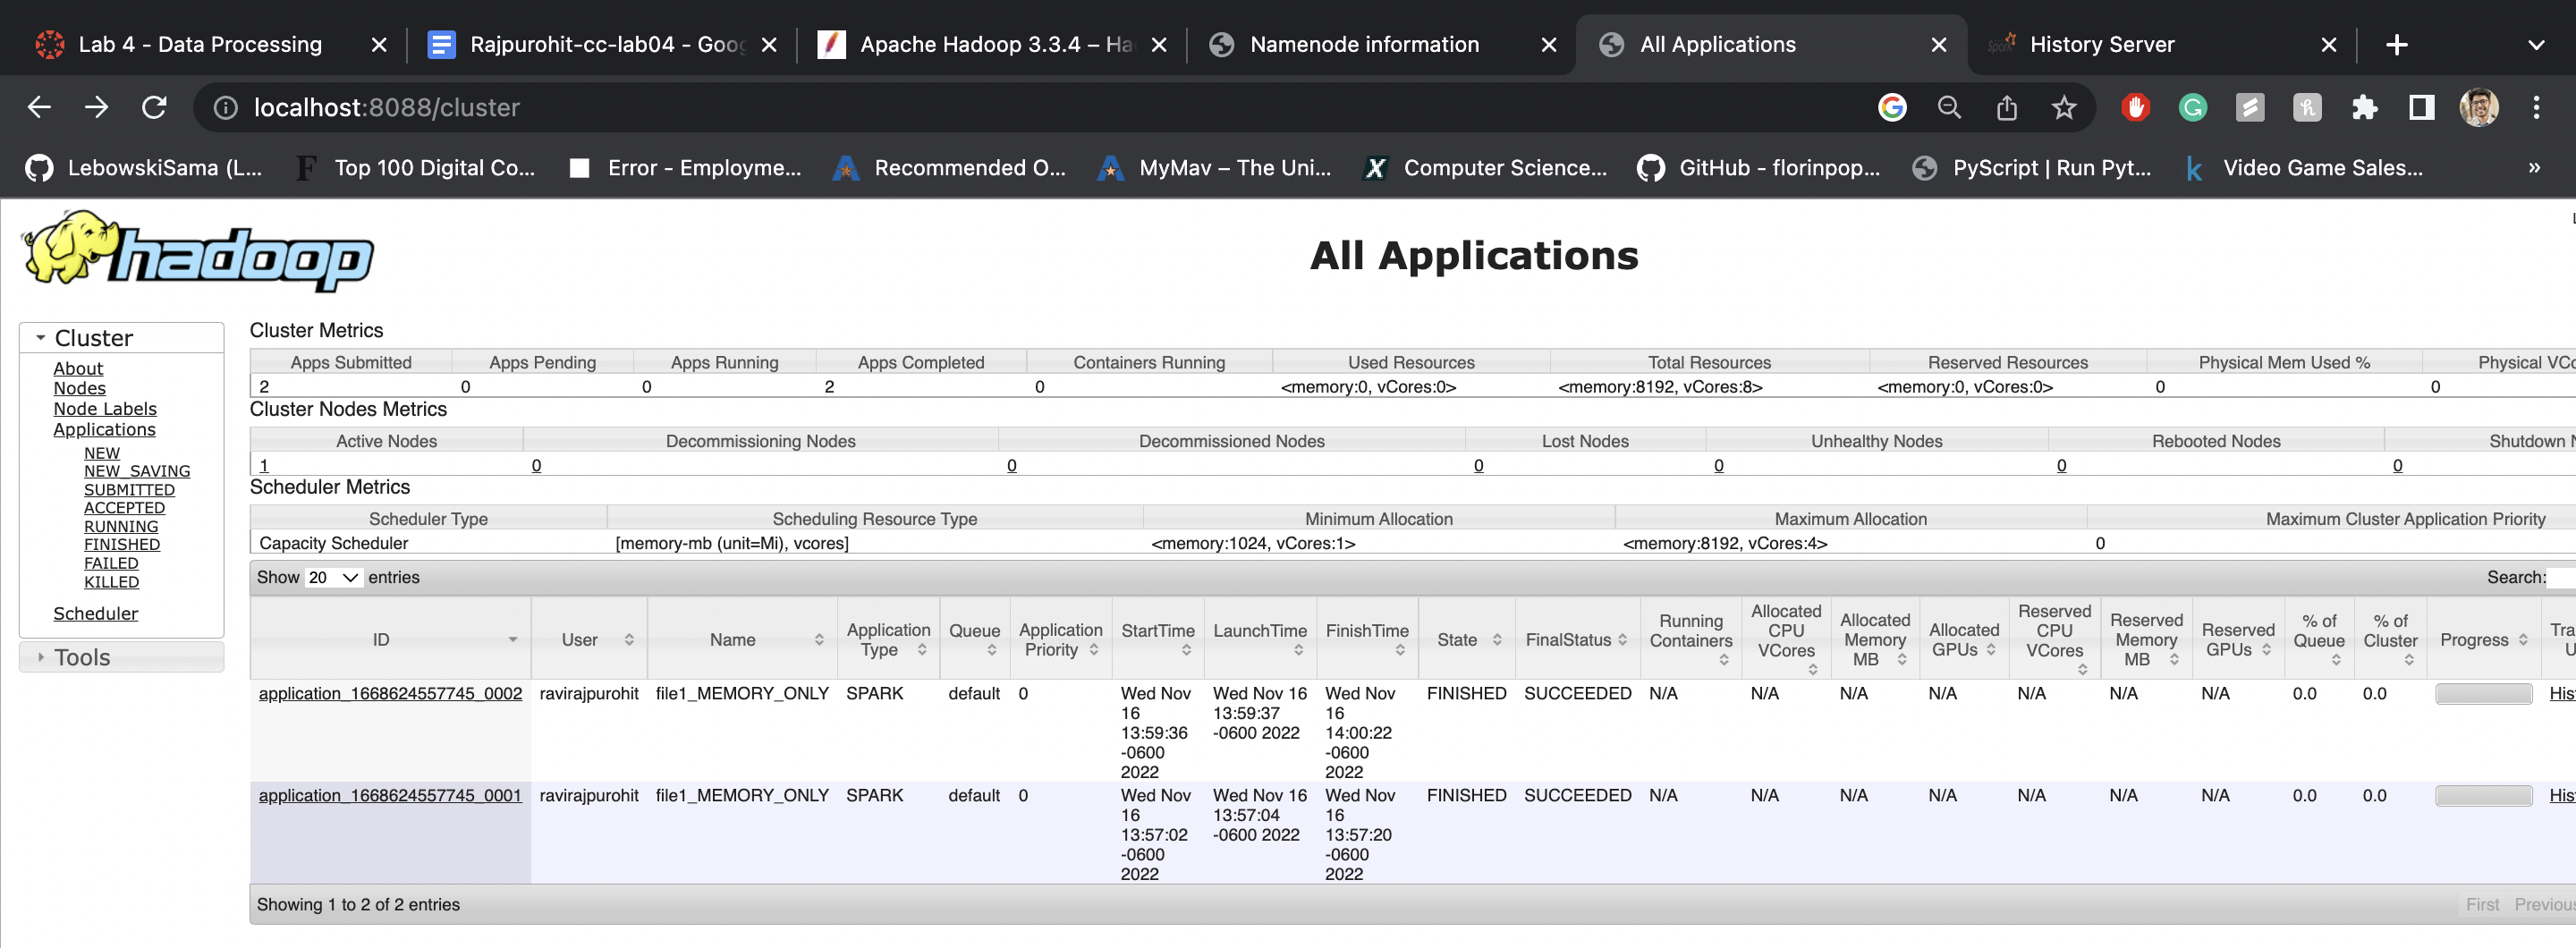 Lab 4 - Data Processing
Rajpurohit-cc-lab04 - Goog
Apache Hadoop 3.3.4 – Ha
Namenode information
All Applications
History Server
localhost:8088/cluster
LebowskiSama (L...
Top 100 Digital Co...
Error - Employme...
Recommended O...
MyMav – The Uni...
Computer Science...
GitHub - florinpop...
PyScript | Run Pyt...
Video Game Sales...
»
hadoop
All Applications
Cluster
About
Nodes
Node Labels
Applications
NEW
NEW_SAVING
SUBMITTED
ACCEPTED
RUNNING
FINISHED
FAILED
KILLED
Scheduler
Tools
Cluster Metrics
Apps Submitted Apps Pending Apps Running Apps Completed Containers Running Used Resources Total Resources Reserved Resources Physical Mem Used % Physical VCo
2 0 0 2 0 <memory:0, vCores:0> <memory:8192, vCores:8> <memory:0, vCores:0> 0 0
Cluster Nodes Metrics
Active Nodes Decommissioning Nodes Decommissioned Nodes Lost Nodes Unhealthy Nodes Rebooted Nodes Shutdown N
1 0 0 0 0 0 0
Scheduler Metrics
Scheduler Type Scheduling Resource Type Minimum Allocation Maximum Allocation Maximum Cluster Application Priority
Capacity Scheduler [memory-mb (unit=Mi), vcores] <memory:1024, vCores:1> <memory:8192, vCores:4> 0
Show 20 entries Search:
ID User Name Application Type Queue Application Priority StartTime LaunchTime FinishTime State FinalStatus Running Containers Allocated CPU VCores Allocated Memory MB Allocated GPUs Reserved CPU VCores Reserved Memory MB Reserved GPUs % of Queue % of Cluster Progress Tra
application_1668624557745_0002 ravirajpurohit file1_MEMORY_ONLY SPARK default 0 Wed Nov 16 13:59:36 -0600 2022 Wed Nov 16 13:59:37 -0600 2022 Wed Nov 16 14:00:22 -0600 2022 FINISHED SUCCEEDED N/A N/A N/A N/A N/A N/A N/A 0.0 0.0 His
application_1668624557745_0001 ravirajpurohit file1_MEMORY_ONLY SPARK default 0 Wed Nov 16 13:57:02 -0600 2022 Wed Nov 16 13:57:04 -0600 2022 Wed Nov 16 13:57:20 -0600 2022 FINISHED SUCCEEDED N/A N/A N/A N/A N/A N/A N/A 0.0 0.0 His
Showing 1 to 2 of 2 entries First Previous